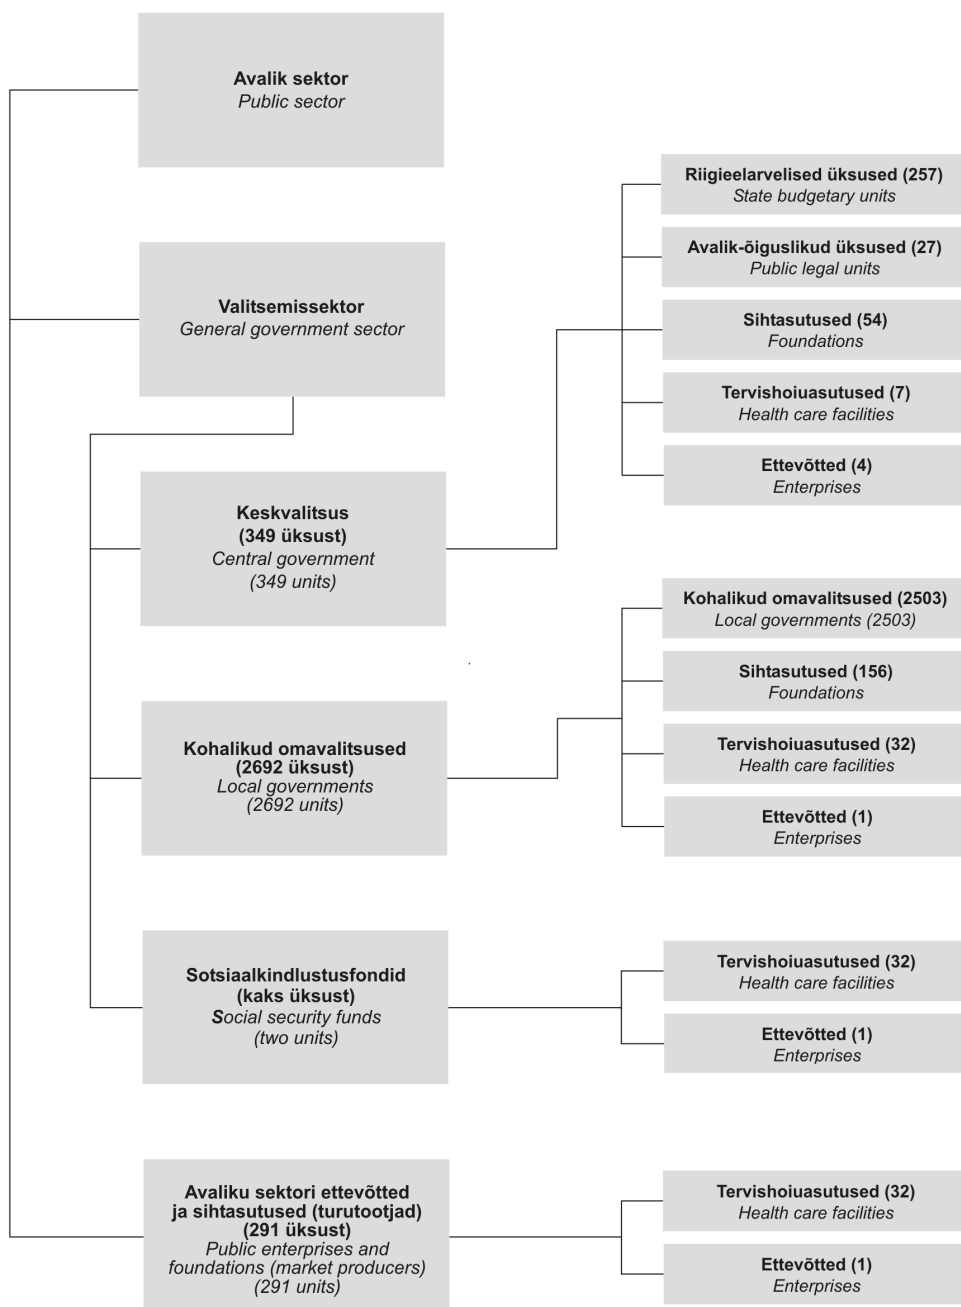 Avalik sektor
Public sector
Valitsemissektor
General government sector
Keskvalitsus
(349 üksust)
Central government
(349 units)
Riigieelarvelised üksused (257)
State budgetary units
Avalik-õiguslikud üksused (27)
Public legal units
Sihtasutused (54)
Foundations
Tervishoiuasutused (7)
Health care facilities
Ettevõtted (4)
Enterprises
Kohalikud omavalitsused
(2692 üksust)
Local governments
(2692 units)
Kohalikud omavalitsused (2503)
Local governments (2503)
Sihtasutused (156)
Foundations
Tervishoiuasutused (32)
Health care facilities
Ettevõtted (1)
Enterprises
Sotsiaalkindlustusfondid
(kaks üksust)
Social security funds
(two units)
Tervishoiuasutused (32)
Health care facilities
Ettevõtted (1)
Enterprises
Avaliku sektori ettevõtted
ja sihtasutused (turutootjad)
(291 üksust)
Public enterprises and
foundations (market producers)
(291 units)
Tervishoiuasutused (32)
Health care facilities
Ettevõtted (1)
Enterprises